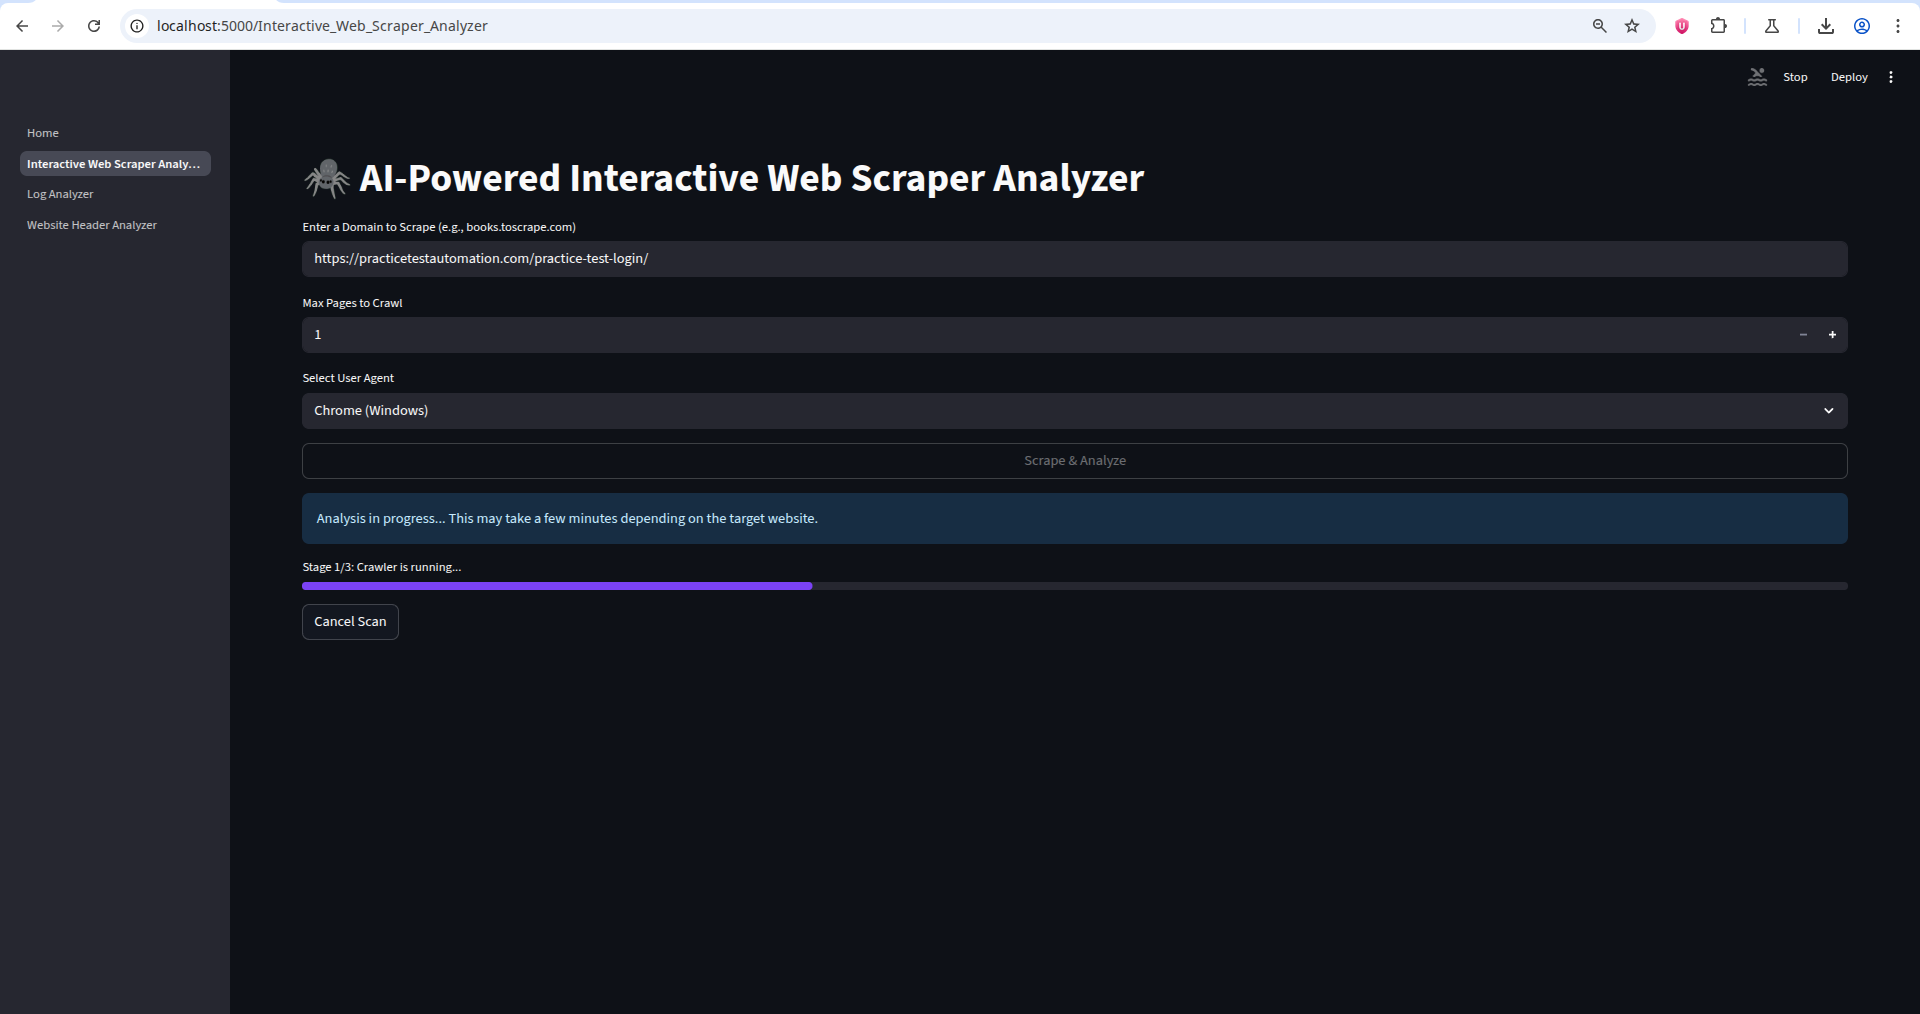 localhost:5000/Interactive_Web_Scraper_Analyzer
Stop
Deploy
Home
Interactive Web Scraper Analy...
Log Analyzer
Website Header Analyzer
AI-Powered Interactive Web Scraper Analyzer
Enter a Domain to Scrape (e.g., books.toscrape.com)
https://practicetestautomation.com/practice-test-login/
Max Pages to Crawl
1
Select User Agent
Chrome (Windows)
Scrape & Analyze
Analysis in progress... This may take a few minutes depending on the target website.
Stage 1/3: Crawler is running...
Cancel Scan